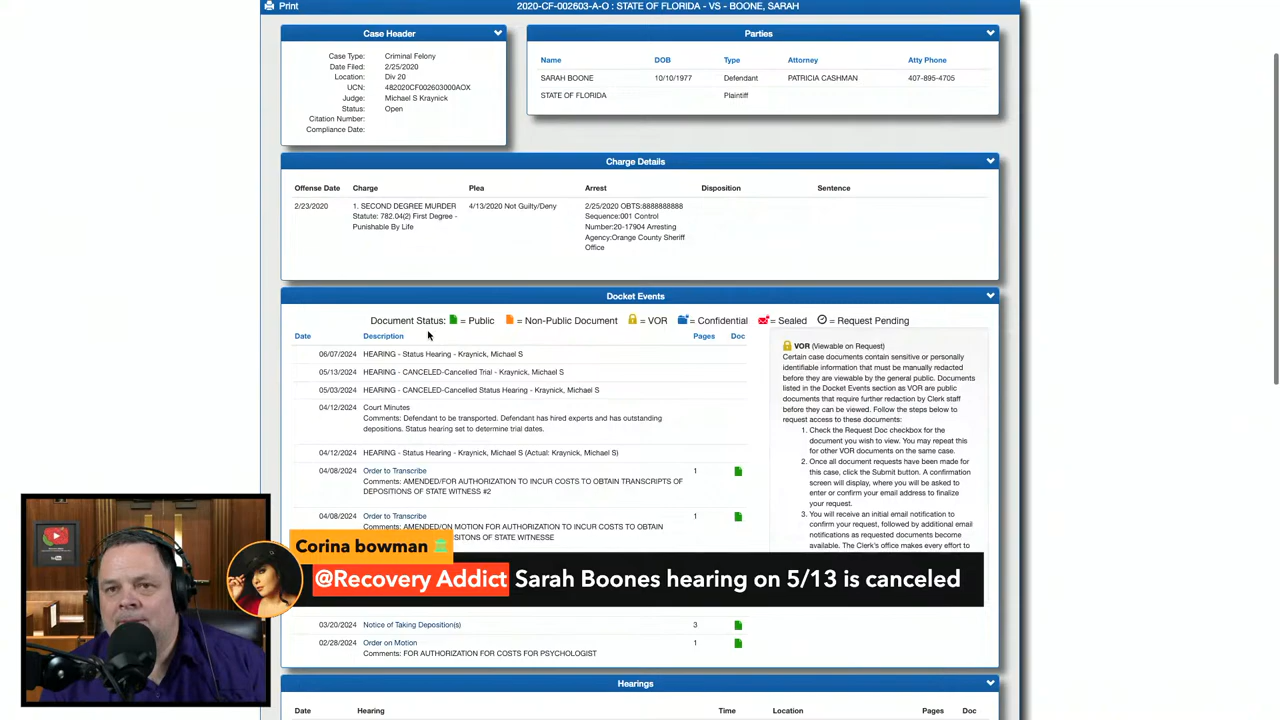 Print
2020-CF-002603-A-O : STATE OF FLORIDA - VS - BOONE, SARAH
Case Header
Case Type: Criminal Felony
Date Filed: 2/25/2020
Location: Div 20
UCN: 482020CF002603000AOX
Judge: Michael S Kraynick
Status: Open
Citation Number:
Compliance Date:
Parties
Name DOB Type Attorney Atty Phone
SARAH BOONE 10/10/1977 Defendant PATRICIA CASHMAN 407-895-4705
STATE OF FLORIDA Plaintiff
Charge Details
Offense Date Charge Plea Arrest Disposition Sentence
2/23/2020 1. SECOND DEGREE MURDER 4/13/2020 Not Guilty/Deny 2/25/2020 OBTS:8888888888
Statute: 782.04(2) First Degree - Sequence:001 Control
Punishable By Life Number:20-17904 Arresting
Agency:Orange County Sheriff
Office
Docket Events
Document Status: = Public = Non-Public Document = VOR = Confidential = Sealed = Request Pending
Date Description Pages Doc
06/07/2024 HEARING - Status Hearing - Kraynick, Michael S
05/13/2024 HEARING - CANCELED-Cancelled Trial - Kraynick, Michael S
05/03/2024 HEARING - CANCELED-Cancelled Status Hearing - Kraynick, Michael S
04/12/2024 Court Minutes
Comments: Defendant to be transported. Defendant has hired experts and has outstanding
depositions. Status hearing set to determine trial dates.
04/12/2024 HEARING - Status Hearing - Kraynick, Michael S (Actual: Kraynick, Michael S)
04/08/2024 Order to Transcribe 1
Comments: AMENDED/FOR AUTHORIZATION TO INCUR COSTS TO OBTAIN TRANSCRIPTS OF
DEPOSITIONS OF STATE WITNESS #2
04/08/2024 Order to Transcribe 1
Comments: AMENDED/ON MOTION FOR AUTHORIZATION TO INCUR COSTS TO OBTAIN
SITONS OF STATE WITNESSE
VOR (Viewable on Request)
Certain case documents contain sensitive or personally
identifiable information that must be manually redacted
before they are viewable by the general public. Documents
listed in the Docket Events section as VOR are public
documents that require further redaction by Clerk staff
before they can be viewed. Follow the steps below to
request access to these documents:
1. Check the Request Doc checkbox for the
document you wish to view. You may repeat this
for other VOR documents on the same case.
2. Once all document requests have been made for
this case, click the Submit button. A confirmation
screen will display, where you will be asked to
enter or confirm your email address to finalize
your request.
3. You will receive an initial email notification to
confirm your request, followed by additional email
notifications as requested documents become
available. The Clerk's office makes every effort to
Corina bowman
@Recovery Addict Sarah Boones hearing on 5/13 is canceled
03/20/2024 Notice of Taking Deposition(s) 3
02/28/2024 Order on Motion 1
Comments: FOR AUTHORIZATION FOR COSTS FOR PSYCHOLOGIST
Hearings
Date Hearing Time Location Pages Doc